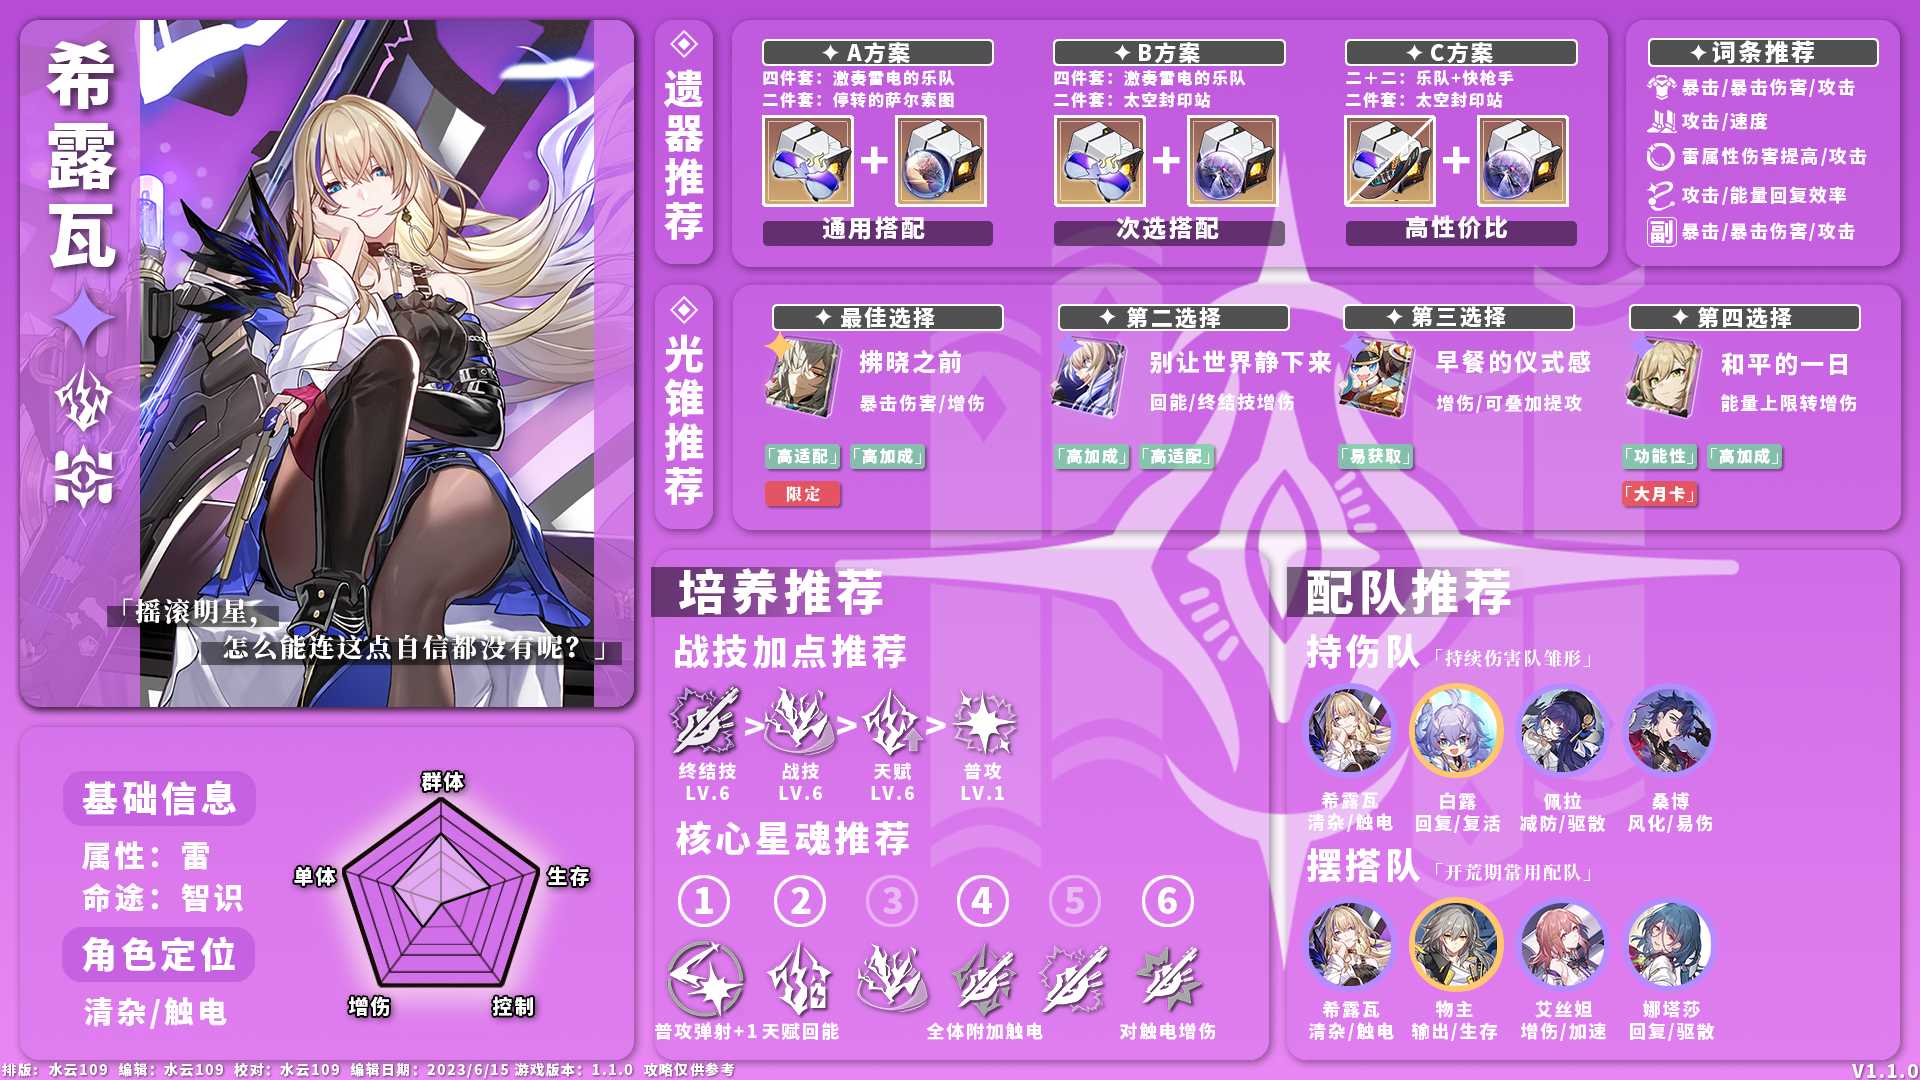 希露瓦
「摇滚明星，
怎么能连这点自信都没有呢？」
基础信息
属性：雷
命途：智识
角色定位
清杂/触电
群体
单体
生存
增伤
控制
遗器推荐
✦A方案
四件套：激奏雷电的乐队
二件套：停转的萨尔索图
+
通用搭配
✦B方案
四件套：激奏雷电的乐队
二件套：太空封印站
+
次选搭配
✦C方案
二＋二：乐队+快枪手
二件套：太空封印站
+
高性价比
✦词条推荐
暴击/暴击伤害/攻击
攻击/速度
雷属性伤害提高/攻击
攻击/能量回复效率
副 暴击/暴击伤害/攻击
光锥推荐
✦最佳选择
拂晓之前
暴击伤害/增伤
「高适配」「高加成」
限定
✦第二选择
别让世界静下来
回能/终结技增伤
「高加成」「高适配」
✦第三选择
早餐的仪式感
增伤/可叠加提攻
「易获取」
✦第四选择
和平的一日
能量上限转增伤
「功能性」「高加成」
「大月卡」
培养推荐
战技加点推荐
> > >
终结技 战技 天赋 普攻
LV.6 LV.6 LV.6 LV.1
核心星魂推荐
1 2 3 4 5 6
普攻弹射+1 天赋回能 全体附加触电 对触电增伤
配队推荐
持伤队「持续伤害队雏形」
希露瓦 白露 佩拉 桑博
清杂/触电 回复/复活 减防/驱散 风化/易伤
摆搭队「开荒期常用配队」
希露瓦 物主 艾丝妲 娜塔莎
清杂/触电 输出/生存 增伤/加速 回复/驱散
排版：水云109 编辑：水云109 校对：水云109 编辑日期：2023/6/15 游戏版本：1.1.0 攻略仅供参考
V1.1.0